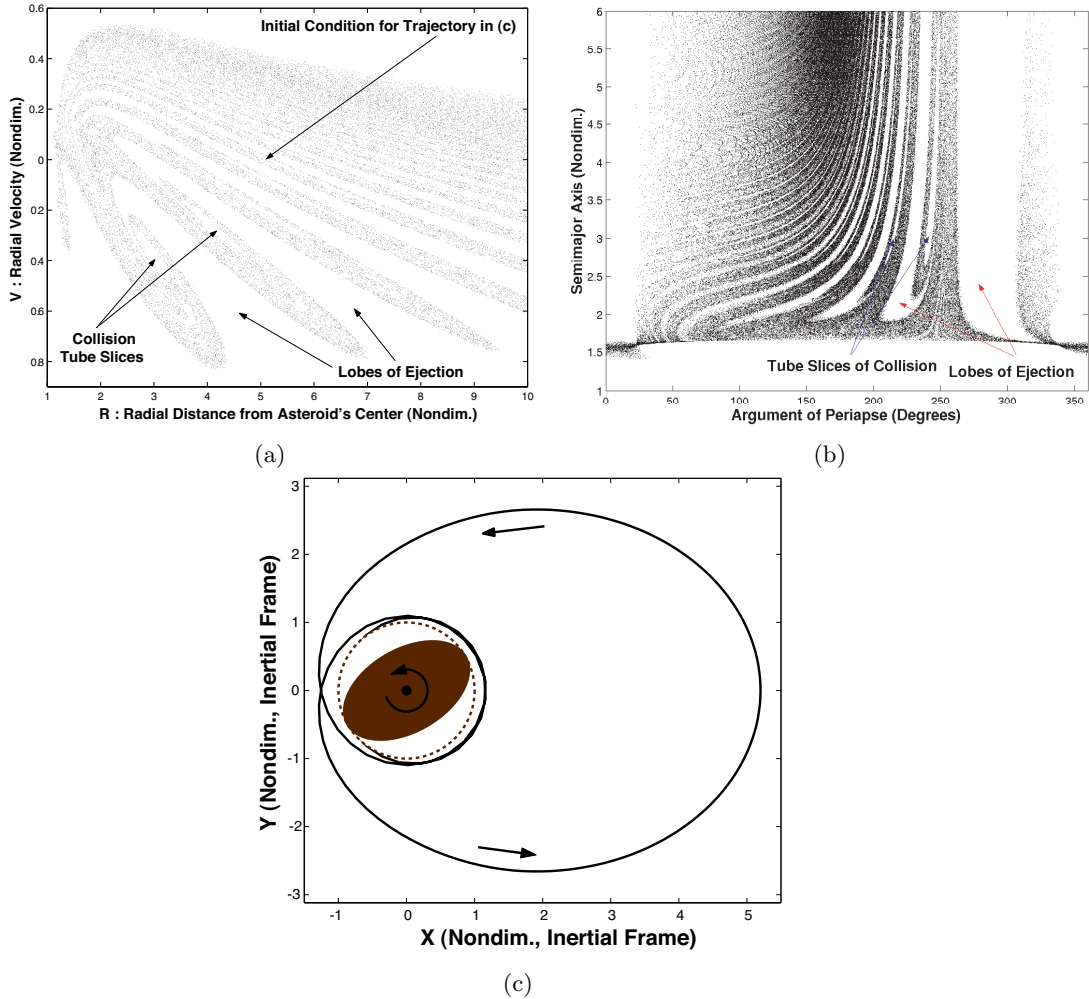 Initial Condition for Trajectory in (c)
0.6
0.4
0.2
0
0.2
0.4
0.6
0.8
V : Radial Velocity (Nondim.)
Collision
Tube Slices
Lobes of Ejection
1 2 3 4 5 6 7 8 9 10
R : Radial Distance from Asteroid's Center (Nondim.)
(a)
6
5.5
5
4.5
4
3.5
3
2.5
2
1.5
1
Semimajor Axis (Nondim.)
Tube Slices of Collision
Lobes of Ejection
0 50 100 150 200 250 300 350
Argument of Periapse (Degrees)
(b)
3
2
1
0
-1
-2
-3
Y (Nondim., Inertial Frame)
-1 0 1 2 3 4 5
X (Nondim., Inertial Frame)
(c)